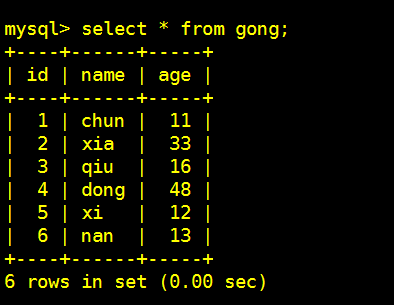 mysql> select * from gong;
+----+------+-----+
| id | name | age |
+----+------+-----+
|  1 | chun |  11 |
|  2 | xia  |  33 |
|  3 | qiu  |  16 |
|  4 | dong |  48 |
|  5 | xi   |  12 |
|  6 | nan  |  13 |
+----+------+-----+
6 rows in set (0.00 sec)